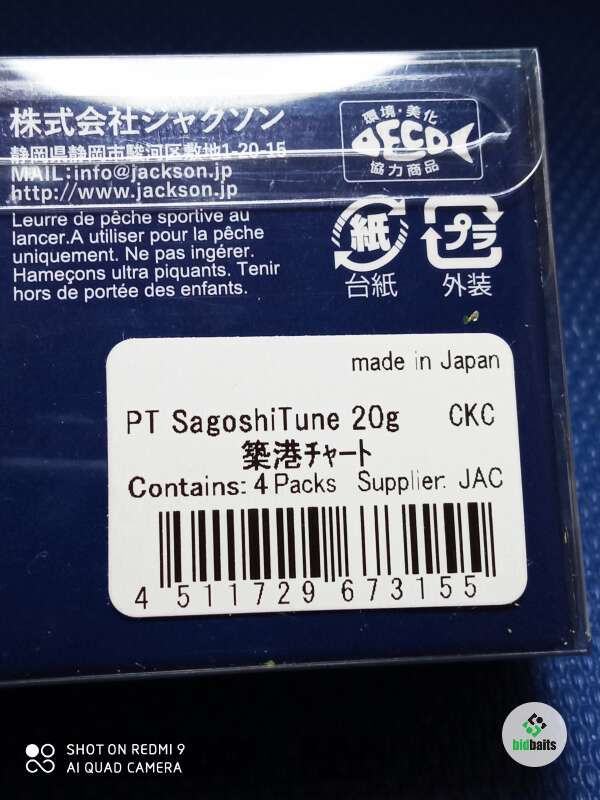 株式会社ジャクソン
静岡県静岡市駿河区敷地1-20-15
MAIL:info@jackson.jp
http://www.jackson.jp
環境・美化
ECO
協力商品
Leurre de pêche sportive au
lancer.A utiliser pour la pêche
uniquement. Ne pas ingérer.
Hameçons ultra piquants. Tenir
hors de portée des enfants.
紙
台紙
プラ
外装
made in Japan
PT SagoshiTune 20g CKC
築港チャート
Contains: 4 Packs Supplier: JAC
4 511729 673155
SHOT ON REDMI 9
AI QUAD CAMERA
bidbaits